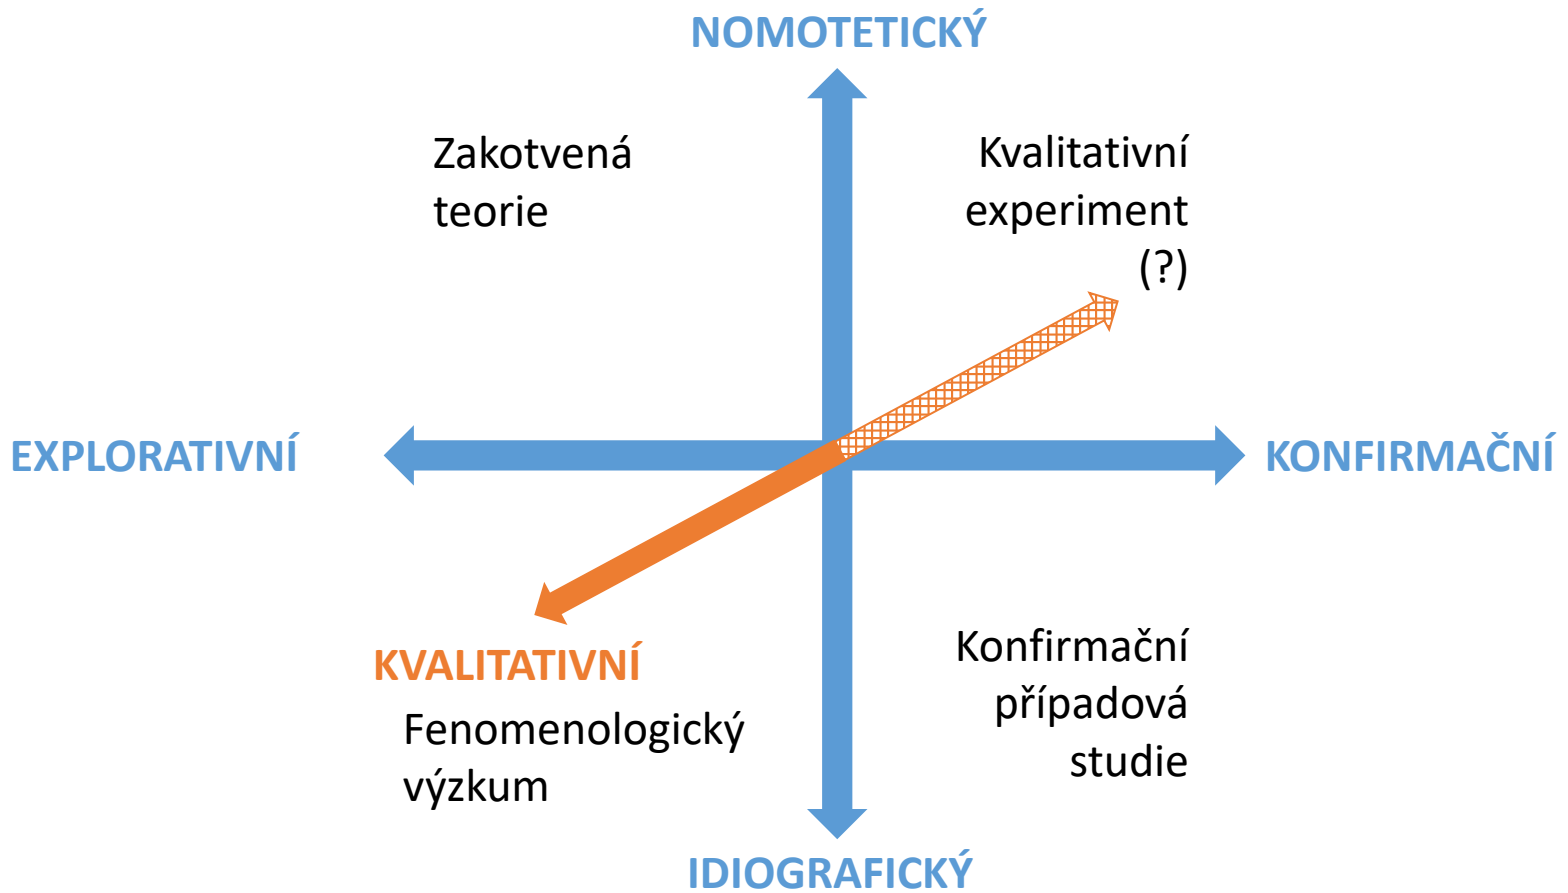 NOMOTETICKÝ
Zakotvená
teorie
Kvalitativní
experiment
(?)
EXPLORATIVNÍ
KONFIRMAČNÍ
KVALITATIVNÍ
Fenomenologický
výzkum
Konfirmační
případová
studie
IDIOGRAFICKÝ